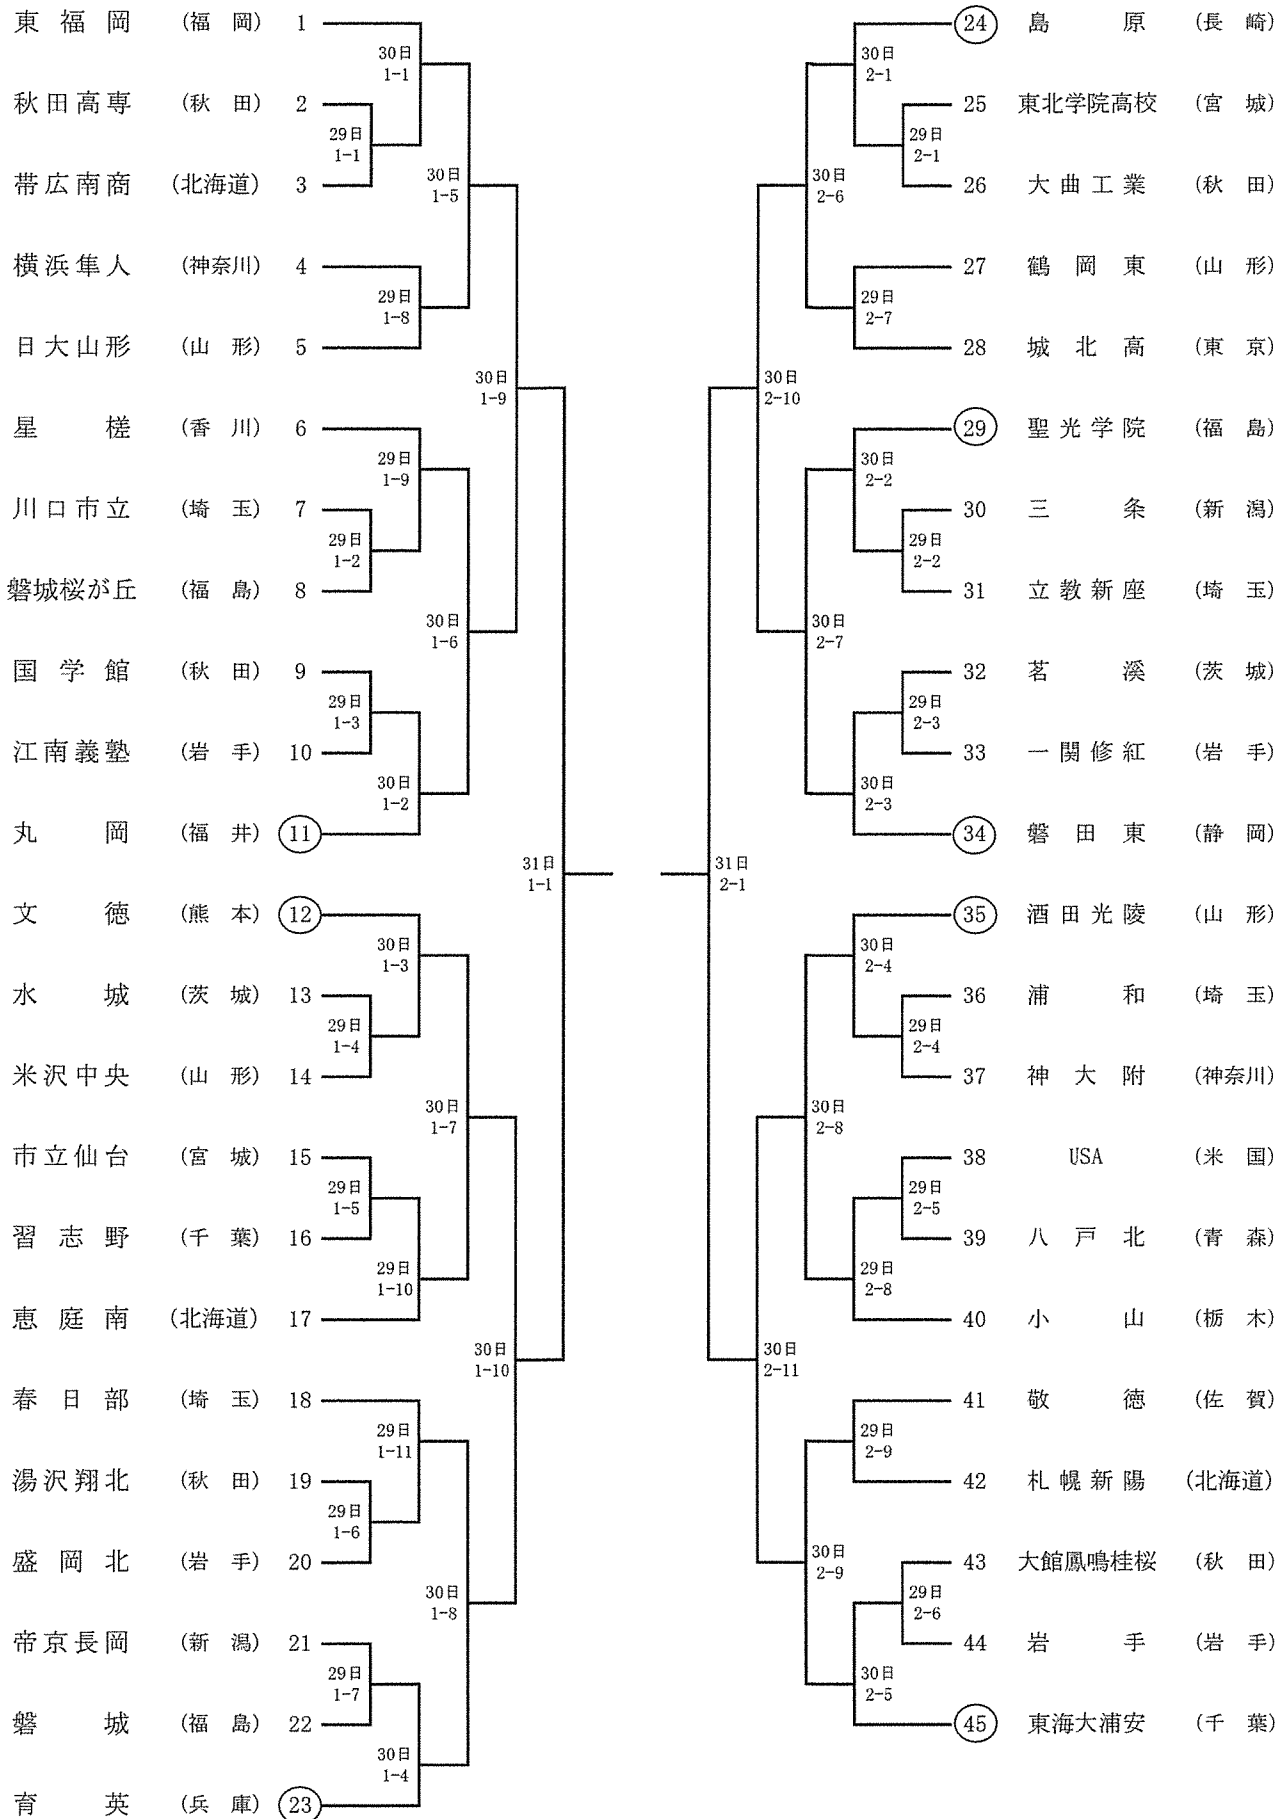 東福岡 (福岡) 1
30日
1-1
秋田高専 (秋田) 2
29日
1-1
帯広南商 (北海道) 3
30日
1-5
横浜隼人 (神奈川) 4
29日
1-8
日大山形 (山形) 5
30日
1-9
星槎 (香川) 6
29日
1-9
川口市立 (埼玉) 7
29日
1-2
磐城桜が丘 (福島) 8
30日
1-6
国学館 (秋田) 9
29日
1-3
江南義塾 (岩手) 10
30日
1-2
丸岡 (福井) 11
31日
1-1
文徳 (熊本) 12
30日
1-3
水城 (茨城) 13
29日
1-4
米沢中央 (山形) 14
30日
1-7
市立仙台 (宮城) 15
29日
1-5
習志野 (千葉) 16
29日
1-10
恵庭南 (北海道) 17
30日
1-10
春日部 (埼玉) 18
29日
1-11
湯沢翔北 (秋田) 19
29日
1-6
盛岡北 (岩手) 20
30日
1-8
帝京長岡 (新潟) 21
29日
1-7
磐城 (福島) 22
30日
1-4
育英 (兵庫) 23
24 島原 (長崎)
30日
2-1
25 東北学院高校 (宮城)
29日
2-1
26 大曲工業 (秋田)
30日
2-6
27 鶴岡東 (山形)
29日
2-7
28 城北高 (東京)
30日
2-10
29 聖光学院 (福島)
30日
2-2
30 三条 (新潟)
29日
2-2
31 立教新座 (埼玉)
30日
2-7
32 茗溪 (茨城)
29日
2-3
33 一関修紅 (岩手)
30日
2-3
34 磐田東 (静岡)
31日
2-1
35 酒田光陵 (山形)
30日
2-4
36 浦和 (埼玉)
29日
2-4
37 神大附 (神奈川)
30日
2-8
38 USA (米国)
29日
2-5
39 八戸北 (青森)
29日
2-8
40 小山 (栃木)
30日
2-11
41 敬徳 (佐賀)
29日
2-9
42 札幌新陽 (北海道)
30日
2-9
43 大館鳳鳴桂桜 (秋田)
29日
2-6
44 岩手 (岩手)
30日
2-5
45 東海大浦安 (千葉)